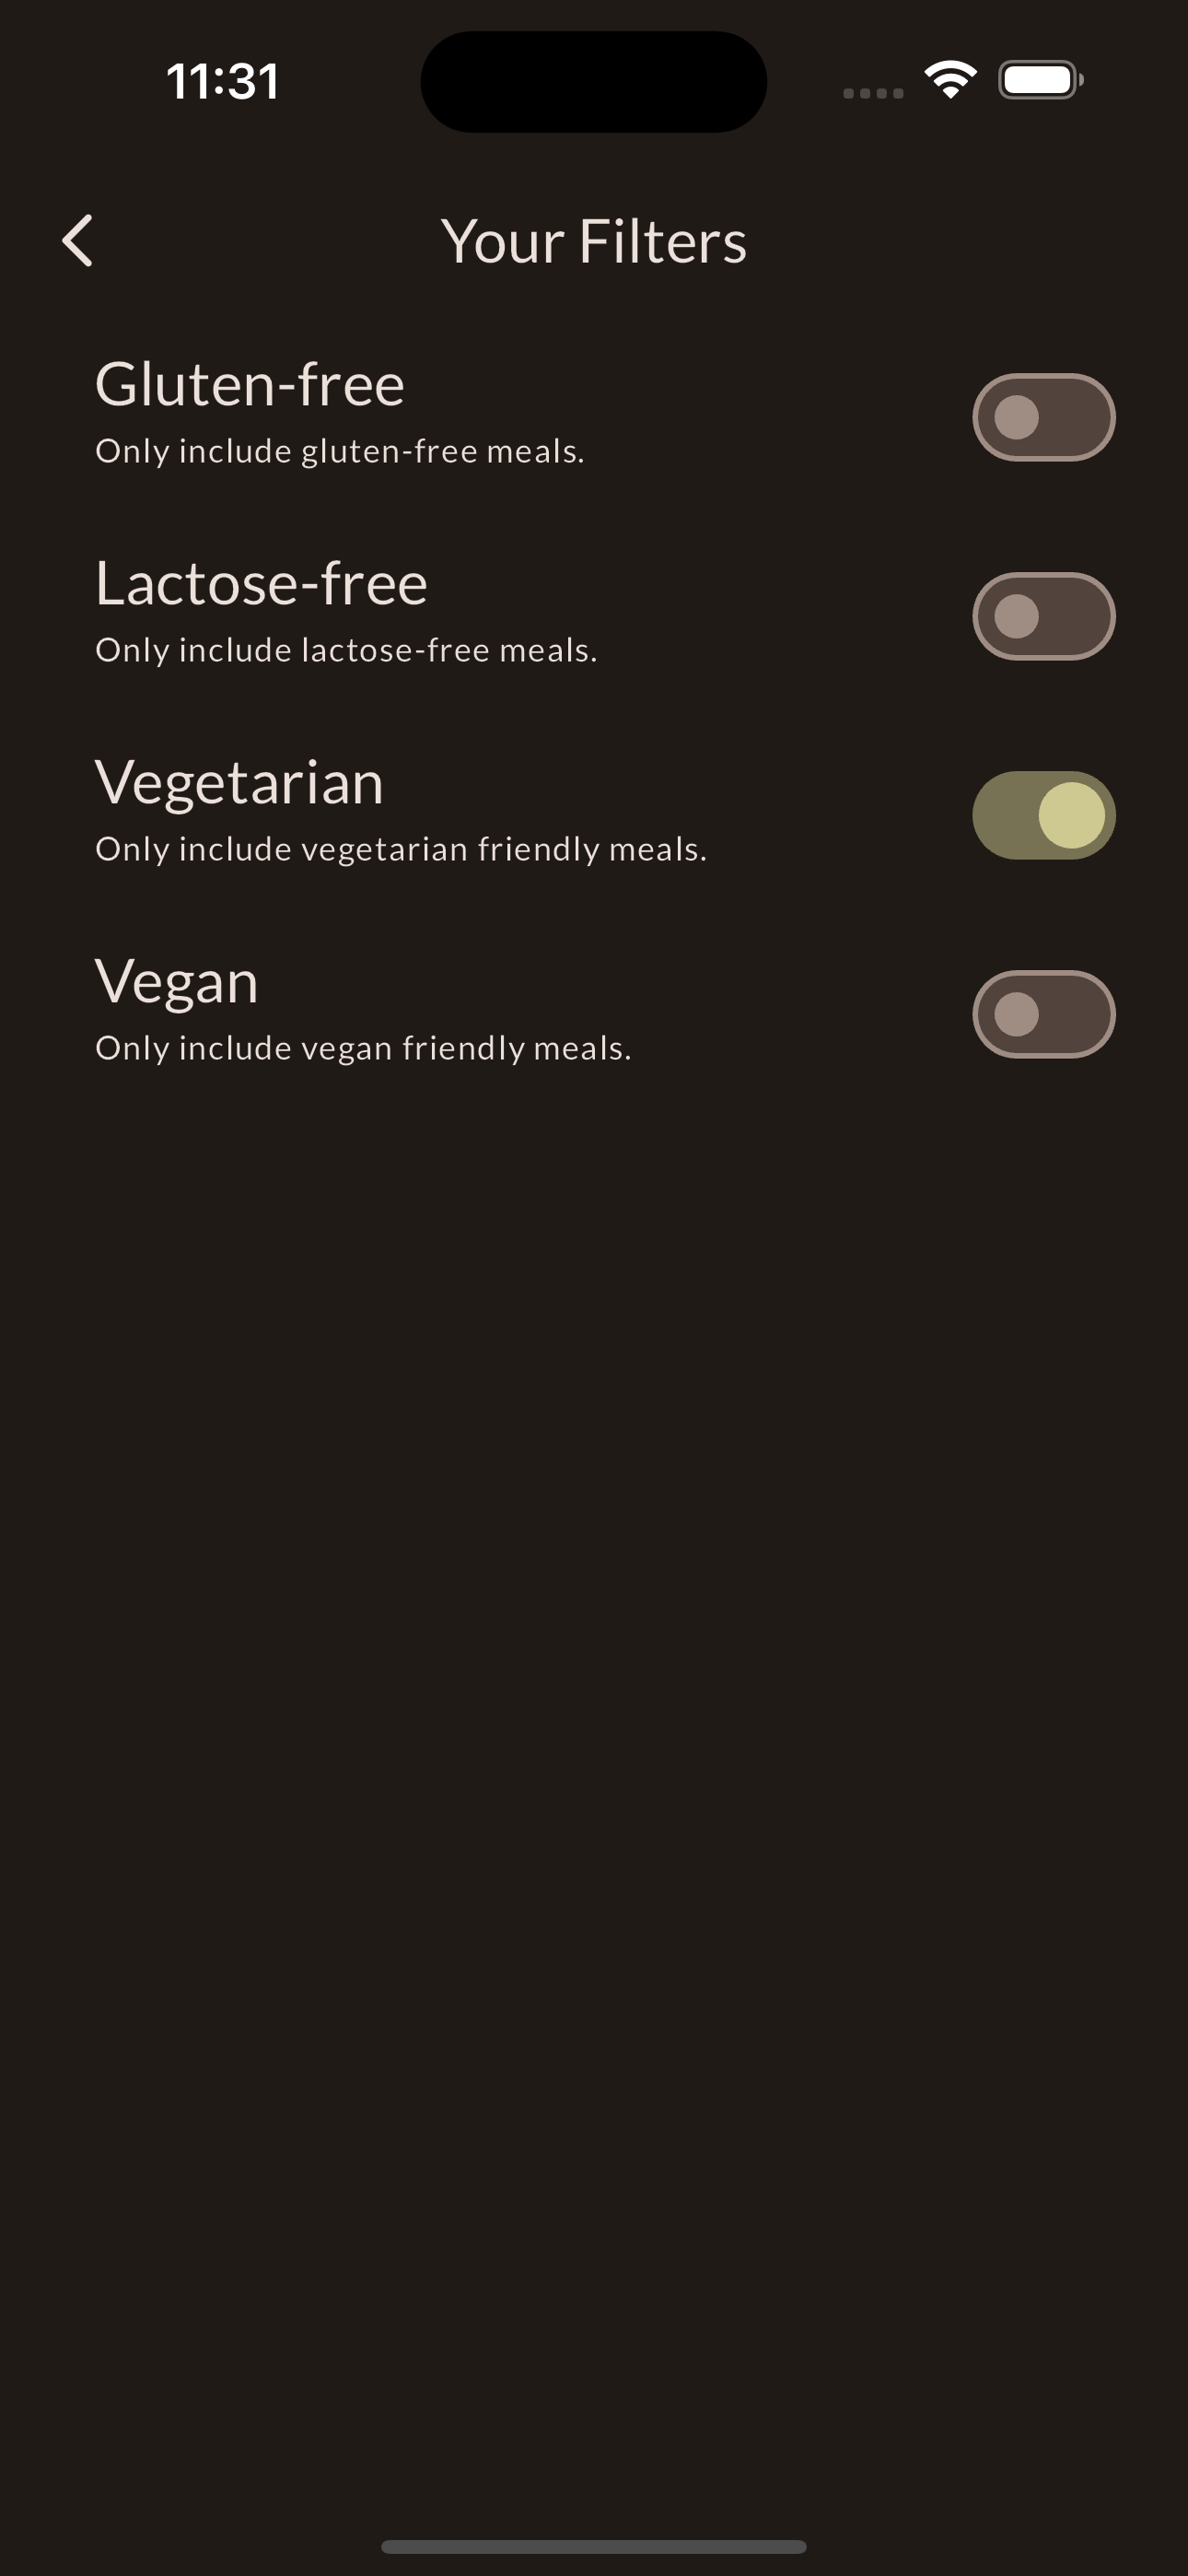 11:31
Your Filters
Gluten-free
Only include gluten-free meals.
Lactose-free
Only include lactose-free meals.
Vegetarian
Only include vegetarian friendly meals.
Vegan
Only include vegan friendly meals.